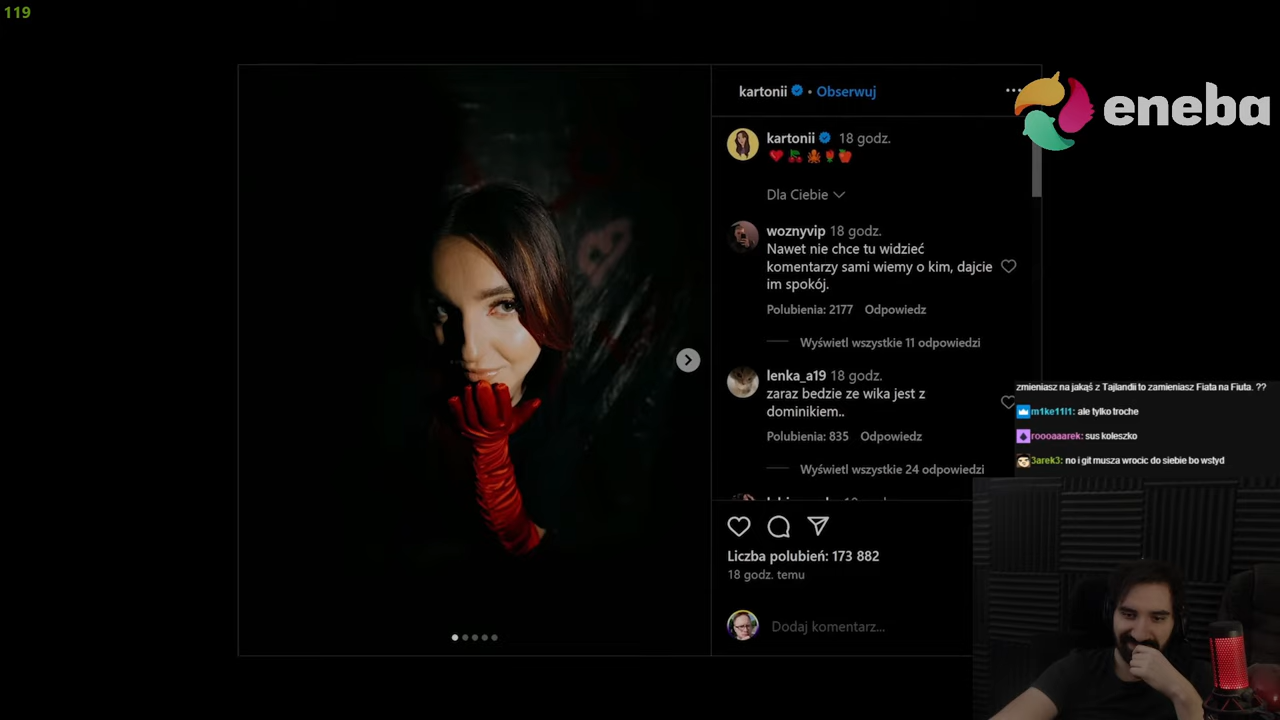 119
kartonii • Obserwuj
eneba
kartonii 18 godz.
Dla Ciebie
woznyvip 18 godz.
Nawet nie chce tu widzieć
komentarzy sami wiemy o kim, dajcie
im spokój.
Polubienia: 2177 Odpowiedz
Wyświetl wszystkie 11 odpowiedzi
lenka_a19 18 godz.
zaraz bedzie ze wika jest z
dominikiem..
Polubienia: 835 Odpowiedz
Wyświetl wszystkie 24 odpowiedzi
Liczba polubień: 173 882
18 godz. temu
Dodaj komentarz...
zmieniasz na jakąś z Tajlandii to zamieniasz Fiata na Fiuta. ??
m1ke11l1: ale tylko troche
roooaaarek: sus koleszko
3arek3: no i git musza wrocic do siebie bo wstyd